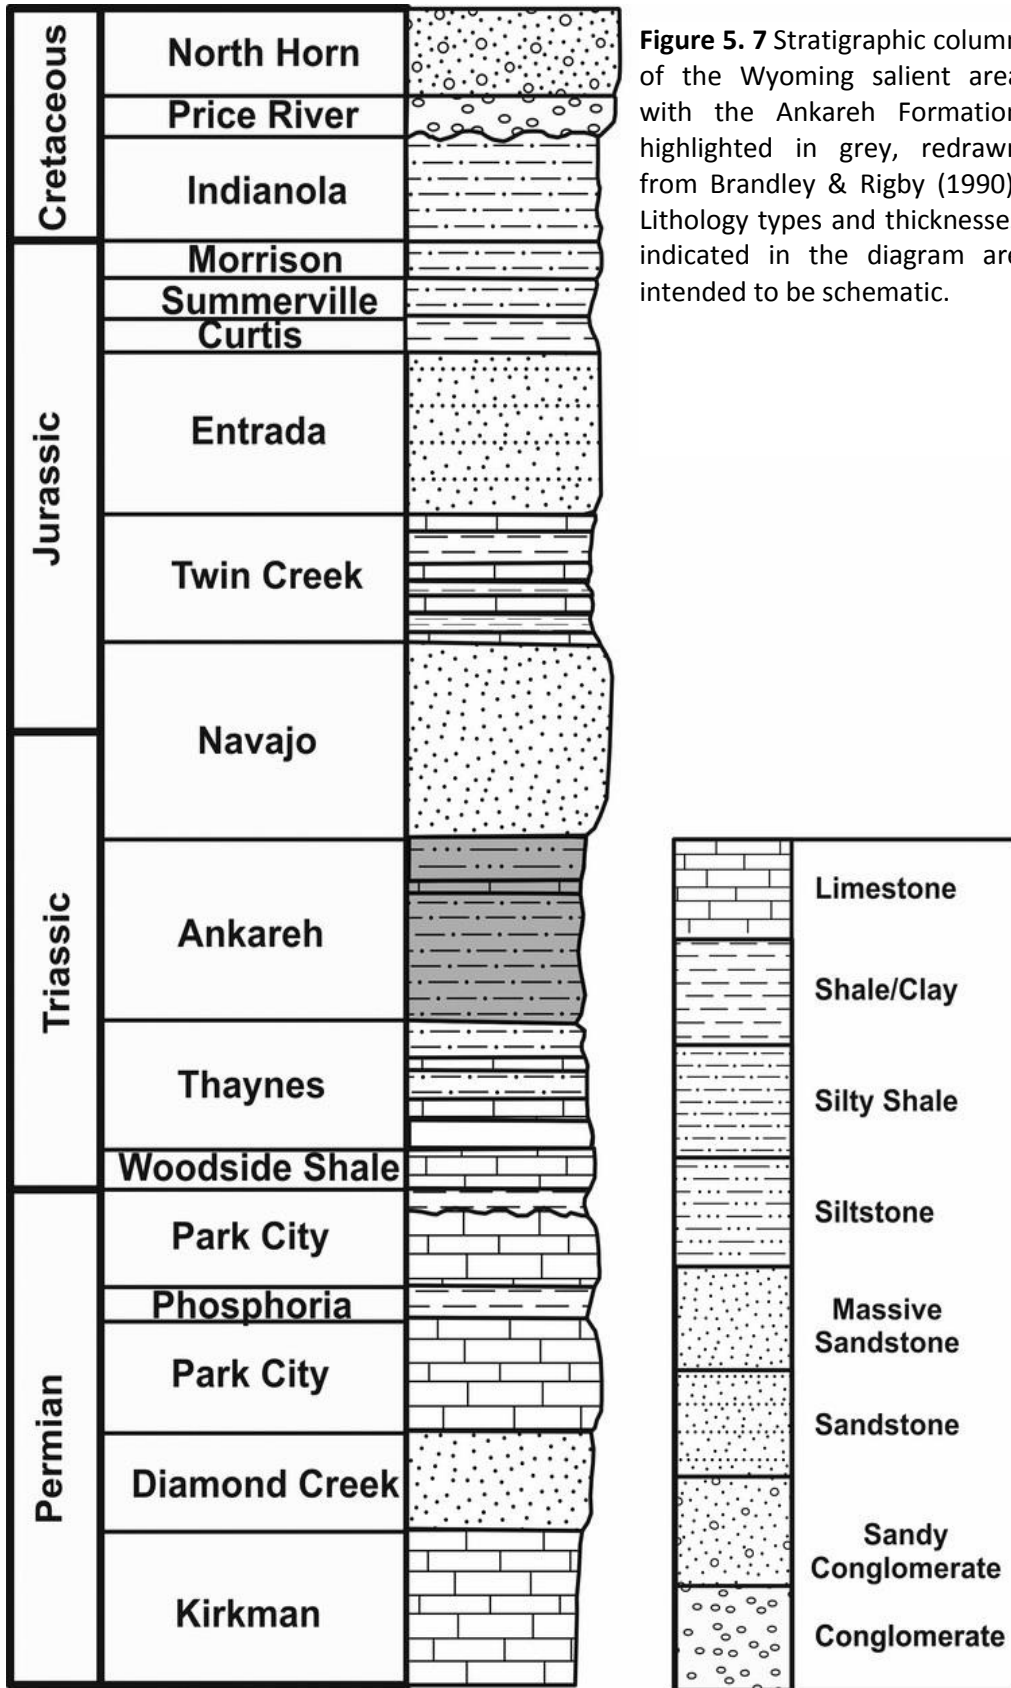 Cretaceous
North Horn
Price River
Indianola
Jurassic
Morrison
Summerville
Curtis
Entrada
Twin Creek
Navajo
Triassic
Ankareh
Thaynes
Woodside Shale
Permian
Park City
Phosphoria
Park City
Diamond Creek
Kirkman
Figure 5. 7 Stratigraphic column
of the Wyoming salient area
with the Ankareh Formation
highlighted in grey, redrawn
from Brandley & Rigby (1990)
Lithology types and thicknesse
indicated in the diagram are
intended to be schematic.
Limestone
Shale/Clay
Silty Shale
Siltstone
Massive
Sandstone
Sandstone
Sandy
Conglomerate
Conglomerate